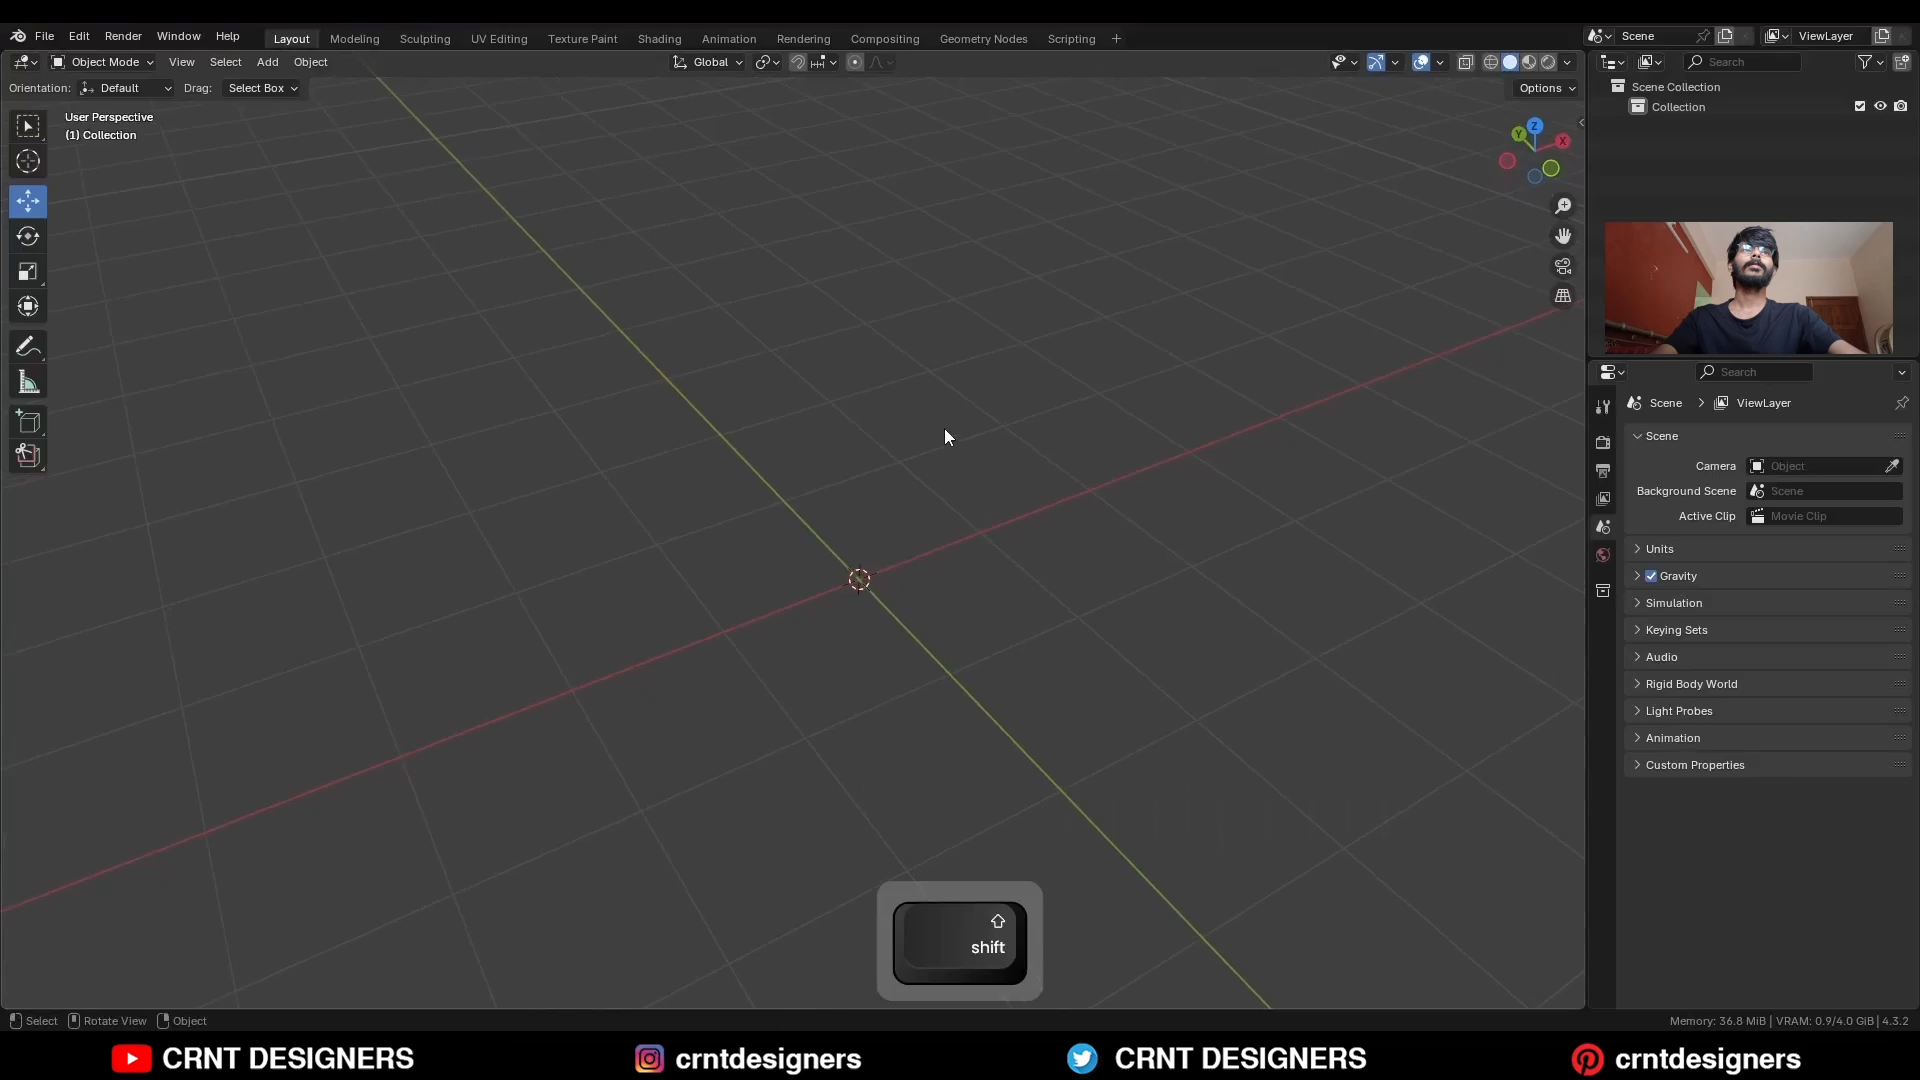 File Edit Render Window Help Layout Modeling Sculpting UV Editing Texture Paint Shading Animation Rendering Compositing Geometry Nodes Scripting + Scene ViewLayer
Object Mode View Select Add Object Global Options Search
Orientation: Default Drag: Select Box
User Perspective
(1) Collection
Z
Y
X
Scene Collection
Collection
Search
Scene > ViewLayer
Scene
Camera Object
Background Scene Scene
Active Clip Movie Clip
Units
Gravity
Simulation
Keying Sets
Audio
Rigid Body World
Light Probes
Animation
Custom Properties
shift
Select Rotate View Object Memory: 36.8 MiB | VRAM: 0.9/4.0 GiB | 4.3.2
CRNT DESIGNERS crntdesigners CRNT DESIGNERS crntdesigners